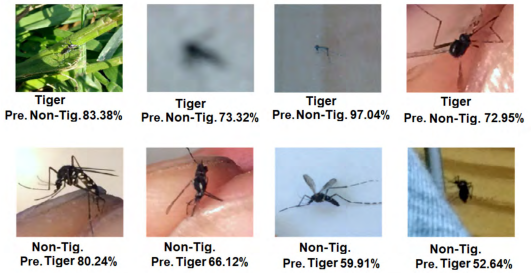 Tiger
Pre. Non-Tig. 83.38%
Tiger
Pre. Non-Tig. 73.32%
Tiger
Pre. Non-Tig. 97.04%
Tiger
Pre. Non-Tig. 72.95%
Non-Tig.
Pre. Tiger 80.24%
Non-Tig.
Pre. Tiger 66.12%
Non-Tig.
Pre. Tiger 59.91%
Non-Tig.
Pre. Tiger 52.64%